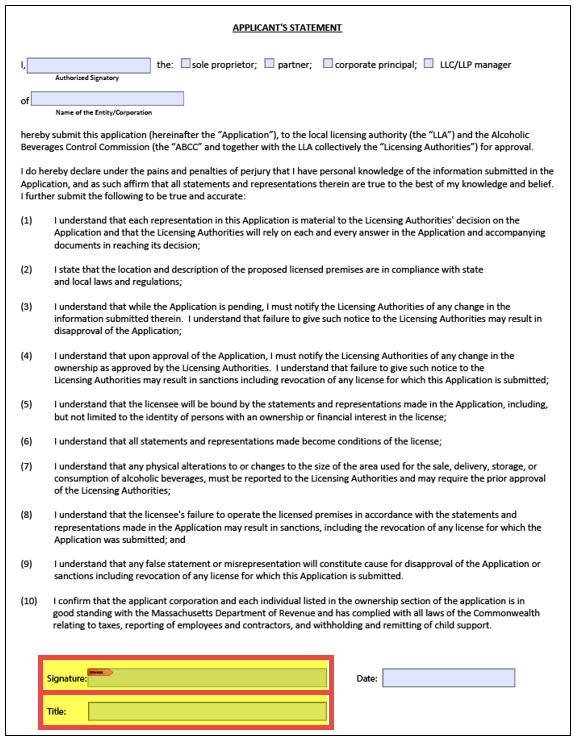 APPLICANT'S STATEMENT
I, the: sole proprietor; partner; corporate principal; LLC/LLP manager
Authorized Signatory
of
Name of the Entity/Corporation
hereby submit this application (hereinafter the "Application"), to the local licensing authority (the "LLA") and the Alcoholic
Beverages Control Commission (the "ABCC" and together with the LLA collectively the "Licensing Authorities") for approval.
I do hereby declare under the pains and penalties of perjury that I have personal knowledge of the information submitted in the
Application, and as such affirm that all statements and representations therein are true to the best of my knowledge and belief.
I further submit the following to be true and accurate:
(1) I understand that each representation in this Application is material to the Licensing Authorities' decision on the
Application and that the Licensing Authorities will rely on each and every answer in the Application and accompanying
documents in reaching its decision;
(2) I state that the location and description of the proposed licensed premises are in compliance with state
and local laws and regulations;
(3) I understand that while the Application is pending, I must notify the Licensing Authorities of any change in the
information submitted therein. I understand that failure to give such notice to the Licensing Authorities may result in
disapproval of the Application;
(4) I understand that upon approval of the Application, I must notify the Licensing Authorities of any change in the
ownership as approved by the Licensing Authorities. I understand that failure to give such notice to the
Licensing Authorities may result in sanctions including revocation of any license for which this Application is submitted;
(5) I understand that the licensee will be bound by the statements and representations made in the Application, including,
but not limited to the identity of persons with an ownership or financial interest in the license;
(6) I understand that all statements and representations made become conditions of the license;
(7) I understand that any physical alterations to or changes to the size of the area used for the sale, delivery, storage, or
consumption of alcoholic beverages, must be reported to the Licensing Authorities and may require the prior approval
of the Licensing Authorities;
(8) I understand that the licensee's failure to operate the licensed premises in accordance with the statements and
representations made in the Application may result in sanctions, including the revocation of any license for which the
Application was submitted; and
(9) I understand that any false statement or misrepresentation will constitute cause for disapproval of the Application or
sanctions including revocation of any license for which this Application is submitted.
(10) I confirm that the applicant corporation and each individual listed in the ownership section of the application is in
good standing with the Massachusetts Department of Revenue and has complied with all laws of the Commonwealth
relating to taxes, reporting of employees and contractors, and withholding and remitting of child support.
Signature: Date:
Title: